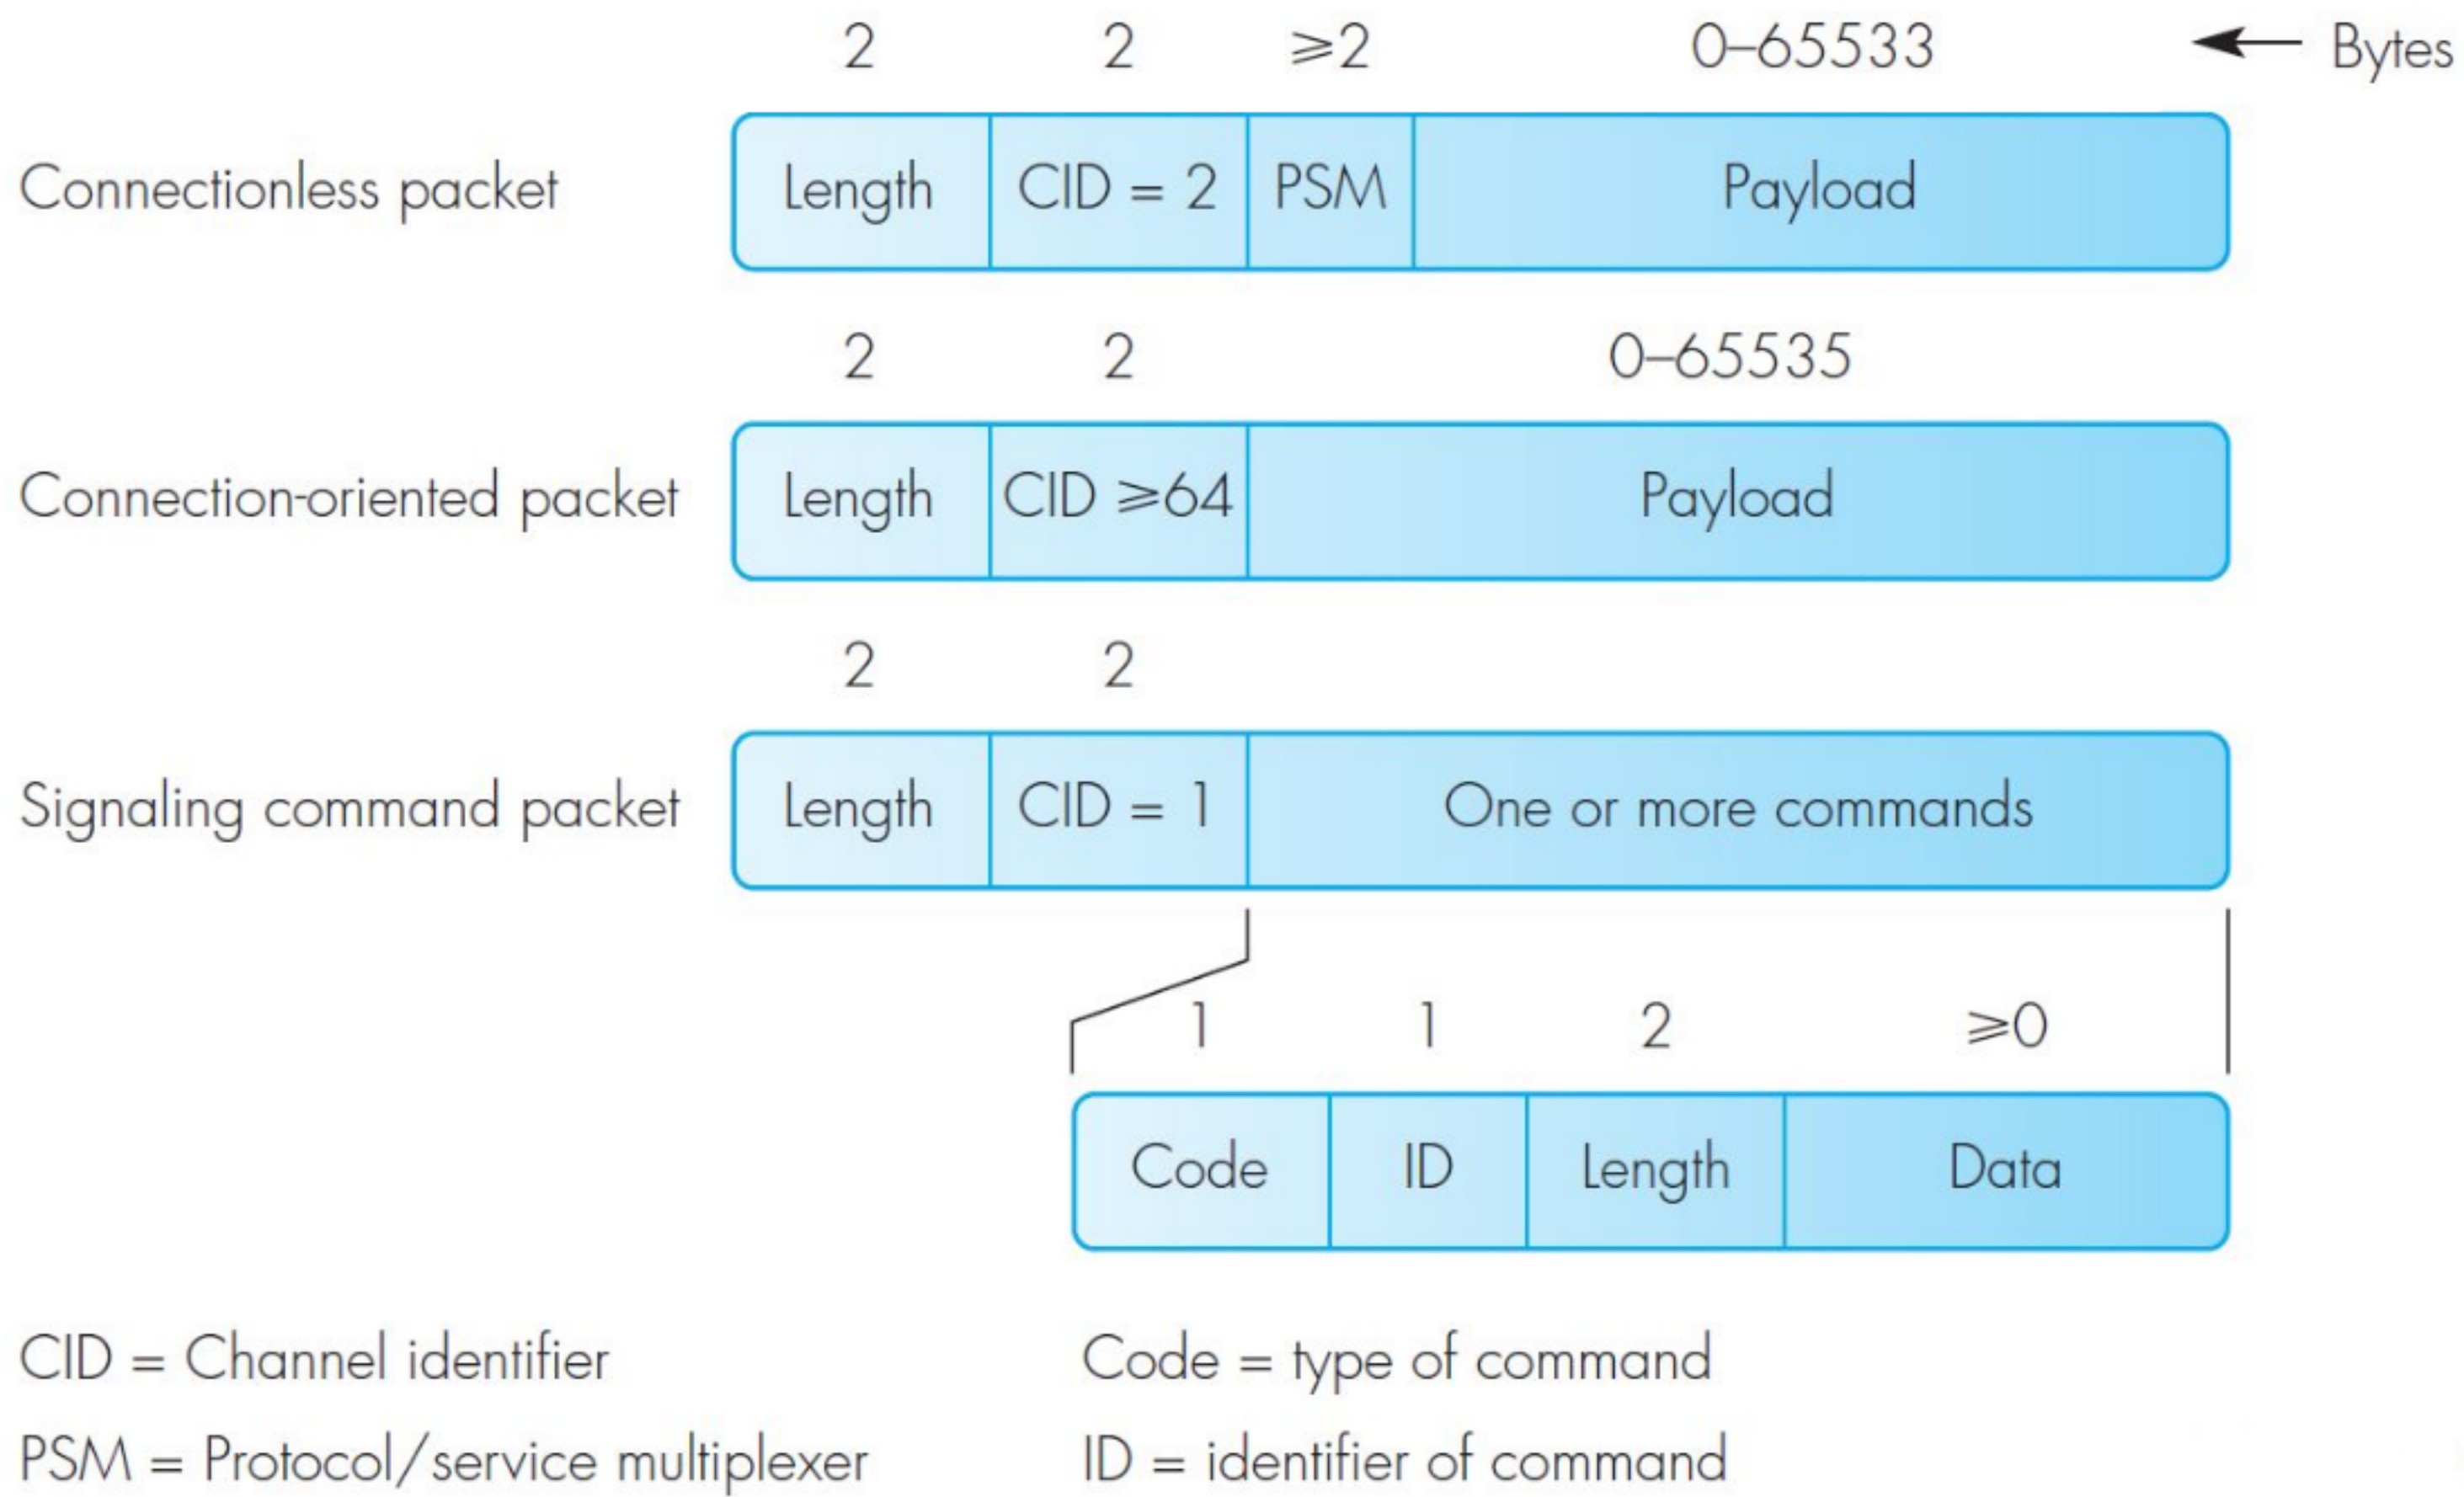 2 2 ⩾2 0–65533 Bytes
Connectionless packet Length CID = 2 PSM Payload
2 2 0–65535
Connection-oriented packet Length CID ⩾64 Payload
2 2
Signaling command packet Length CID = 1 One or more commands
1 1 2 ⩾0
Code ID Length Data
CID = Channel identifier Code = type of command
PSM = Protocol/service multiplexer ID = identifier of command